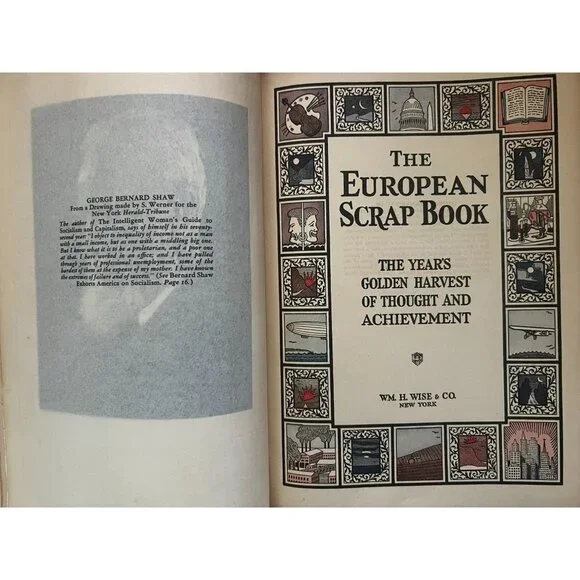 GEORGE BERNARD SHAW
From a Drawing made by S. Werner for the
New York Herald-Tribune
The author of The Intelligent Woman's Guide to
Socialism and Capitalism, says of himself in his seventy-
second year: "I object to inequality of income not as a man
with a small income, but as one with a middling big one.
But I know what it is to be a proletarian, and a poor one
at that. I have worked in an office; and I have pulled
through years of professional unemployment, some of the
hardest of them at the expense of my mother. I have known
the extremes of failure and of success." (See Bernard Shaw
Exhorts America on Socialism. Page 16.)
THE
EUROPEAN
SCRAP BOOK
THE YEAR'S
GOLDEN HARVEST
OF THOUGHT AND
ACHIEVEMENT
WM. H. WISE & CO.
NEW YORK